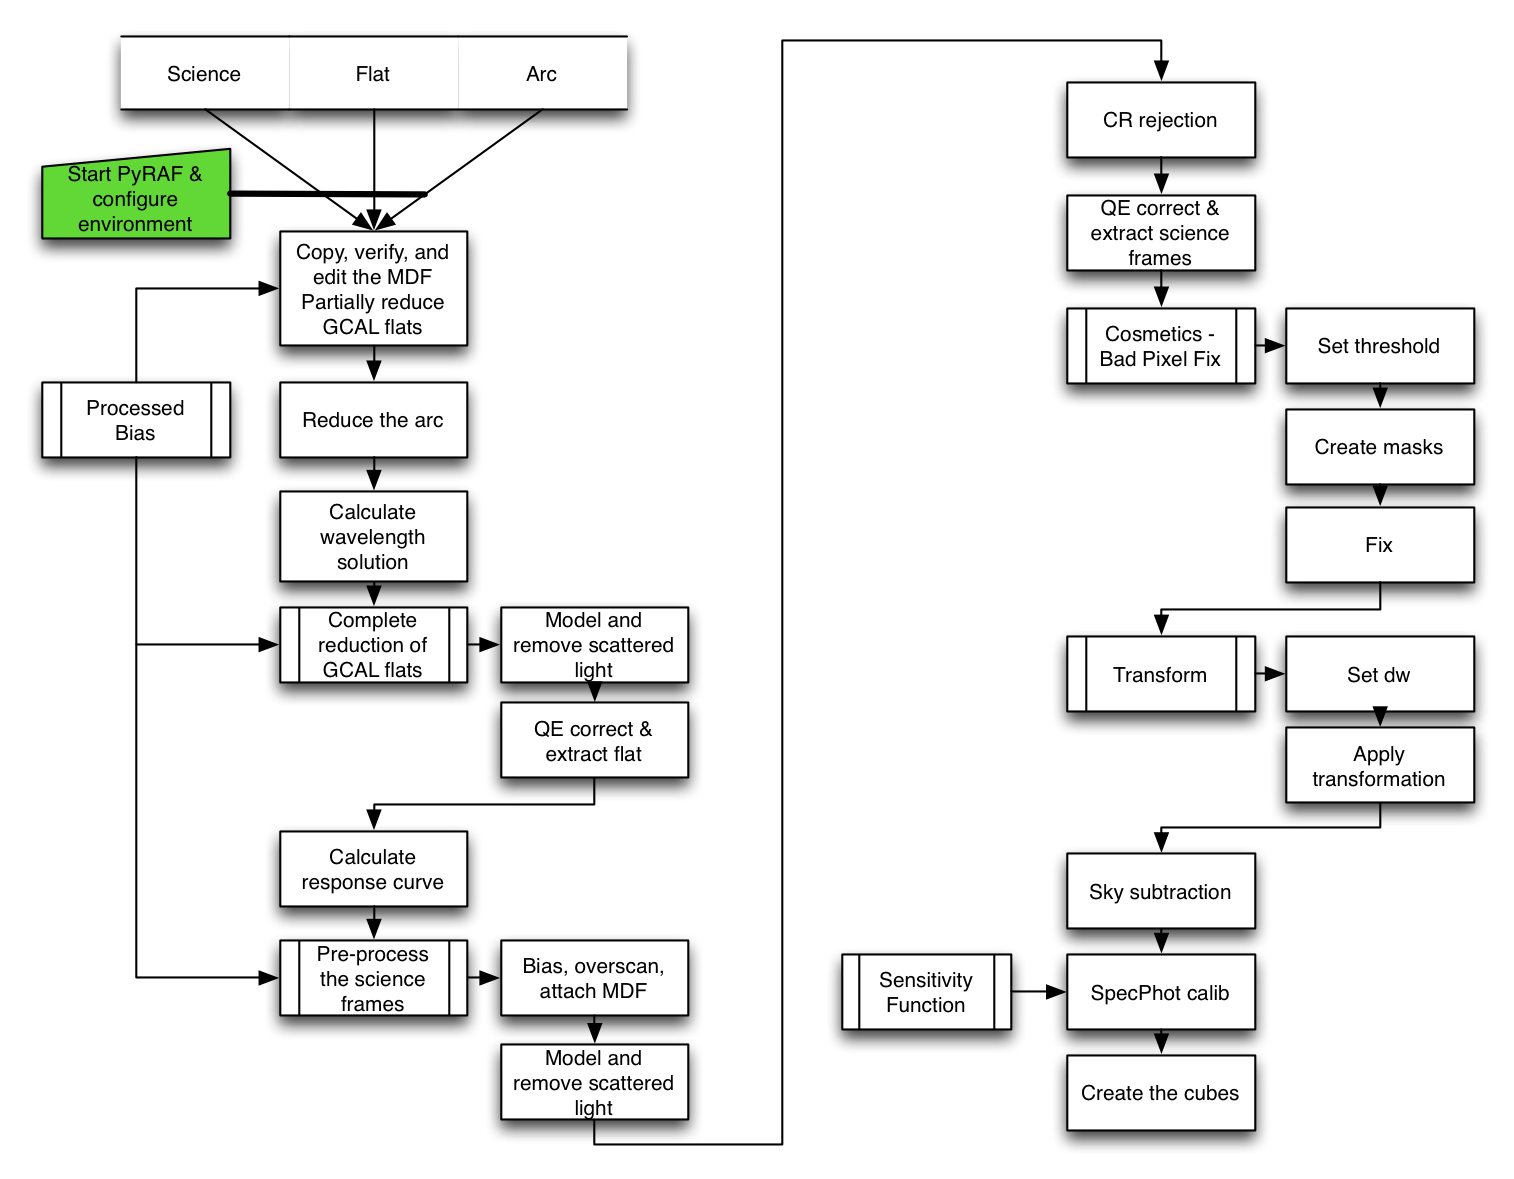 Science
Flat
Arc
Start PyRAF &
configure
environment
Copy, verify, and
edit the MDF
Partially reduce
GCAL flats
Processed
Bias
Reduce the arc
Calculate
wavelength
solution
Complete
reduction of
GCAL flats
Model and
remove scattered
light
QE correct &
extract flat
Calculate
response curve
Pre-process
the science
frames
Bias, overscan,
attach MDF
Model and
remove scattered
light
CR rejection
QE correct &
extract science
frames
Cosmetics -
Bad Pixel Fix
Set threshold
Create masks
Fix
Transform
Set dw
Apply
transformation
Sky subtraction
Sensitivity
Function
SpecPhot calib
Create the cubes